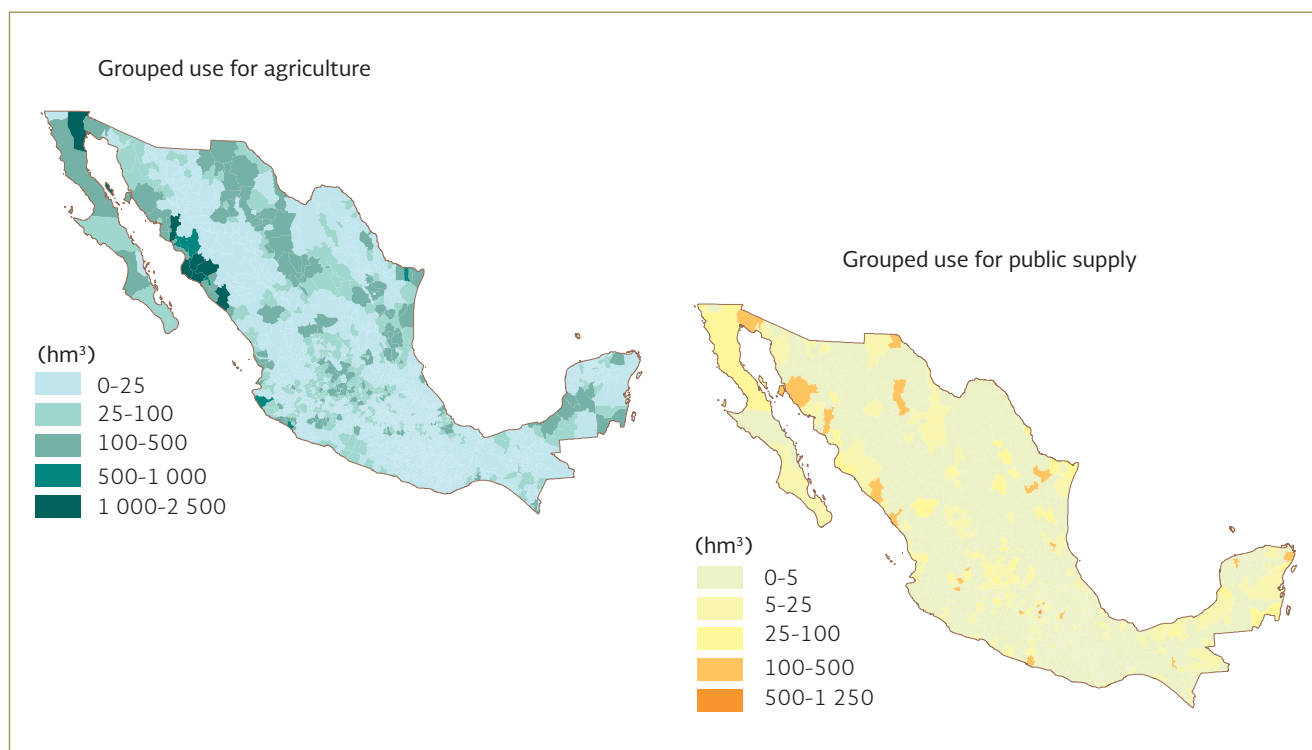 Grouped use for agriculture
(hm³)
0-25
25-100
100-500
500-1 000
1 000-2 500
Grouped use for public supply
(hm³)
0-5
5-25
25-100
100-500
500-1 250